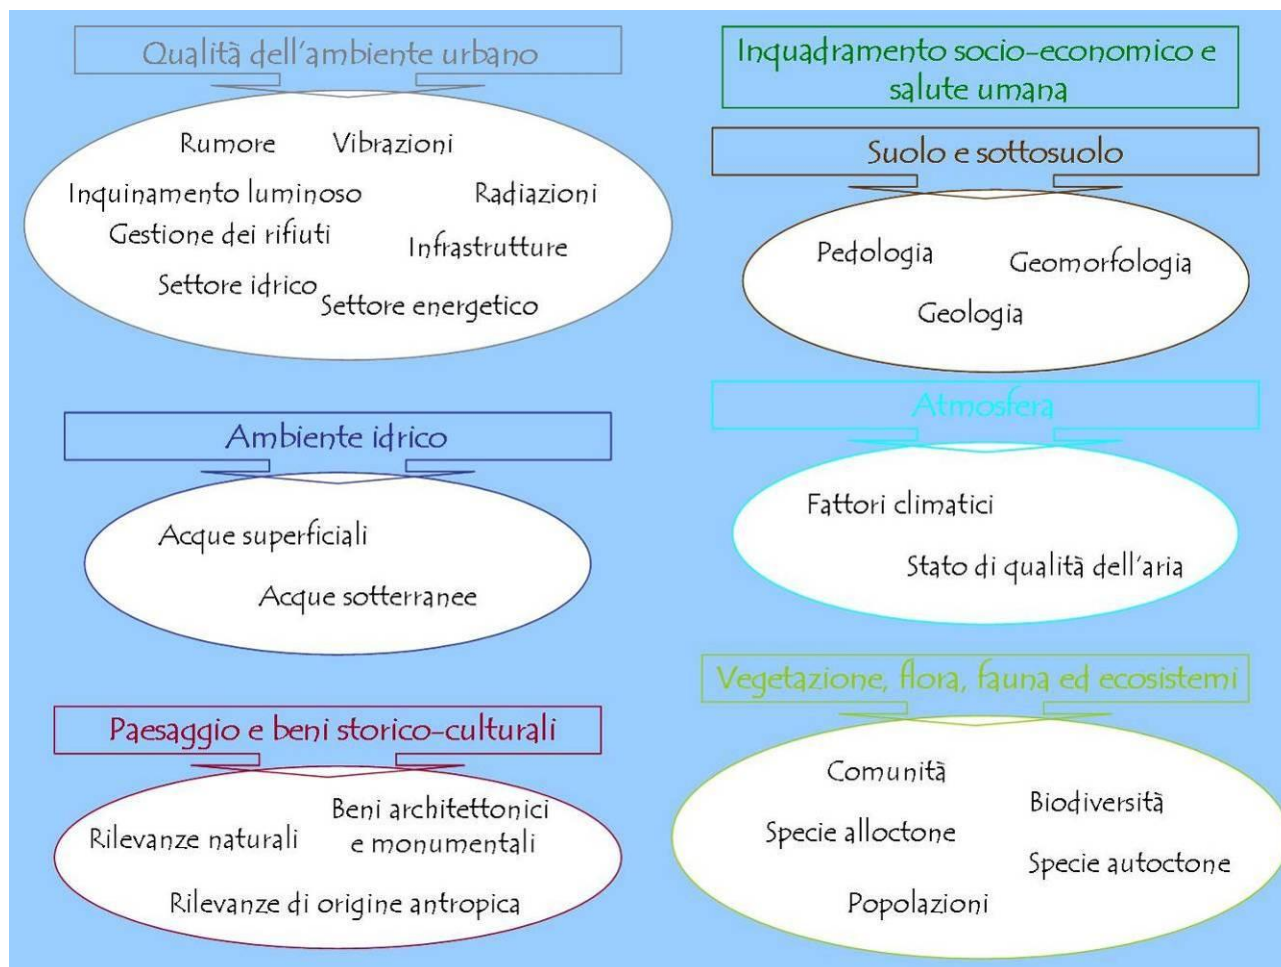 Qualità dell'ambiente urbano
Rumore
Vibrazioni
Inquinamento luminoso
Radiazioni
Gestione dei rifiuti
Infrastrutture
Settore idrico
Settore energetico
Inquadramento socio-economico e
salute umana
Suolo e sottosuolo
Pedologia
Geomorfologia
Geologia
Ambiente idrico
Acque superficiali
Acque sotterranee
Atmosfera
Fattori climatici
Stato di qualità dell'aria
Paesaggio e beni storico-culturali
Rilevanze naturali
Beni architettonici
e monumentali
Rilevanze di origine antropica
Vegetazione, flora, fauna ed ecosistemi
Comunità
Biodiversità
Specie alloctone
Specie autoctone
Popolazioni